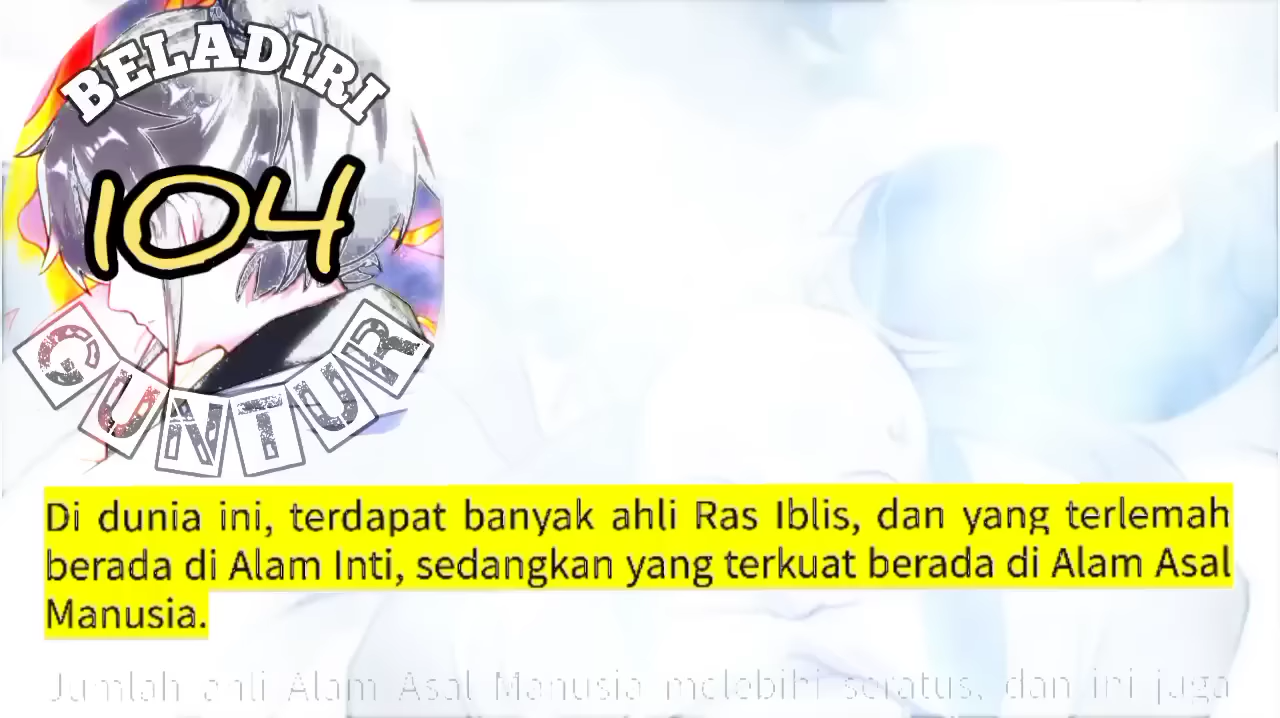 BELADIRI
104
GUNTUR
Di dunia ini, terdapat banyak ahli Ras Iblis, dan yang terlemah
berada di Alam Inti, sedangkan yang terkuat berada di Alam Asal
Manusia.
Jumlah ahli Alam Asal Manusia melebihi seratus, dan ini juga